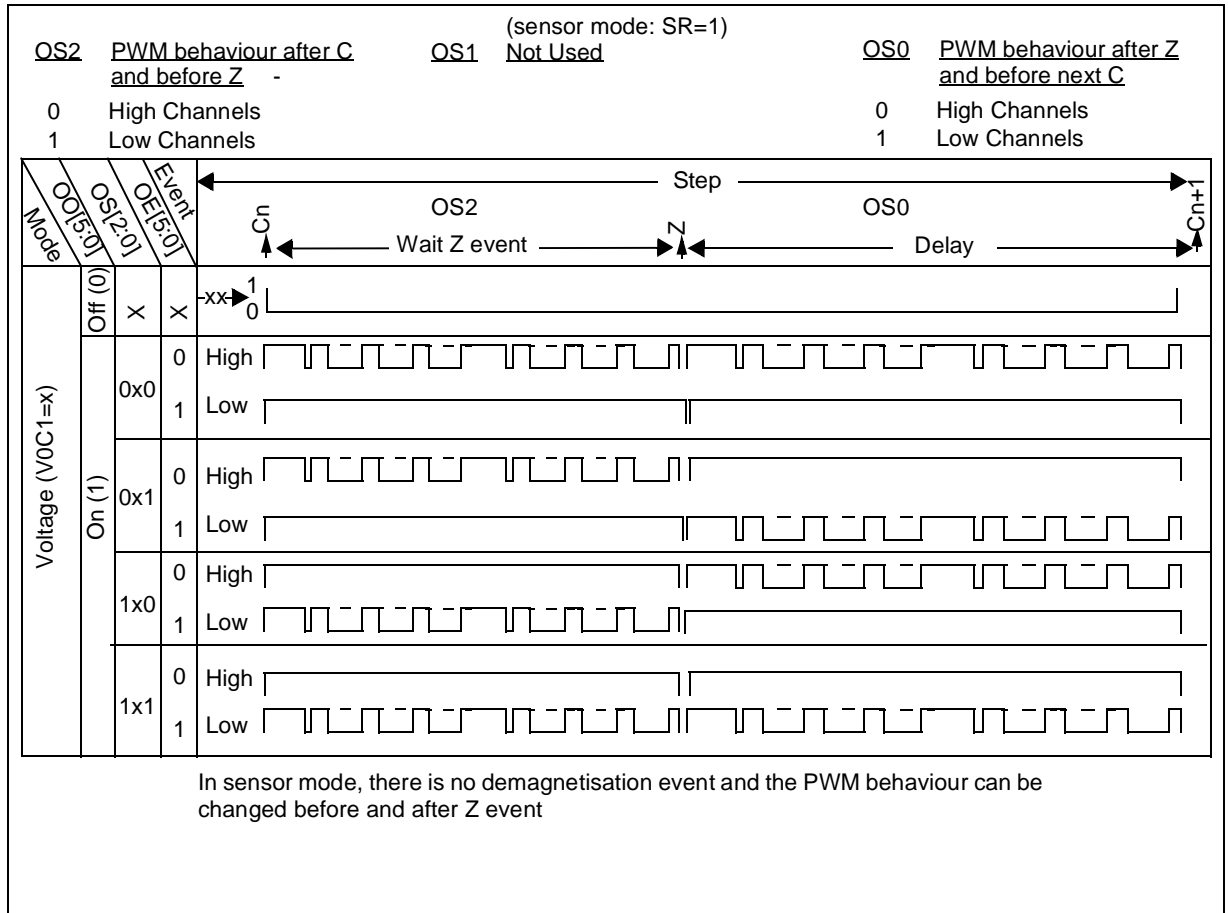 (sensor mode: SR=1)
OS2 PWM behaviour after C and before Z -
0 High Channels
1 Low Channels
OS1 Not Used
OS0 PWM behaviour after Z and before next C
0 High Channels
1 Low Channels
Mode
OO[5:0]
OS[2:0]
OE[5:0]
Event
Step
Cn
OS2
Wait Z event
Z
OS0
Delay
Cn+1
Voltage (V0C1=x)
Off (0)
X
X
xx
1
0
On (1)
0x0
0 High
1 Low
0x1
0 High
1 Low
1x0
0 High
1 Low
1x1
0 High
1 Low
In sensor mode, there is no demagnetisation event and the PWM behaviour can be
changed before and after Z event